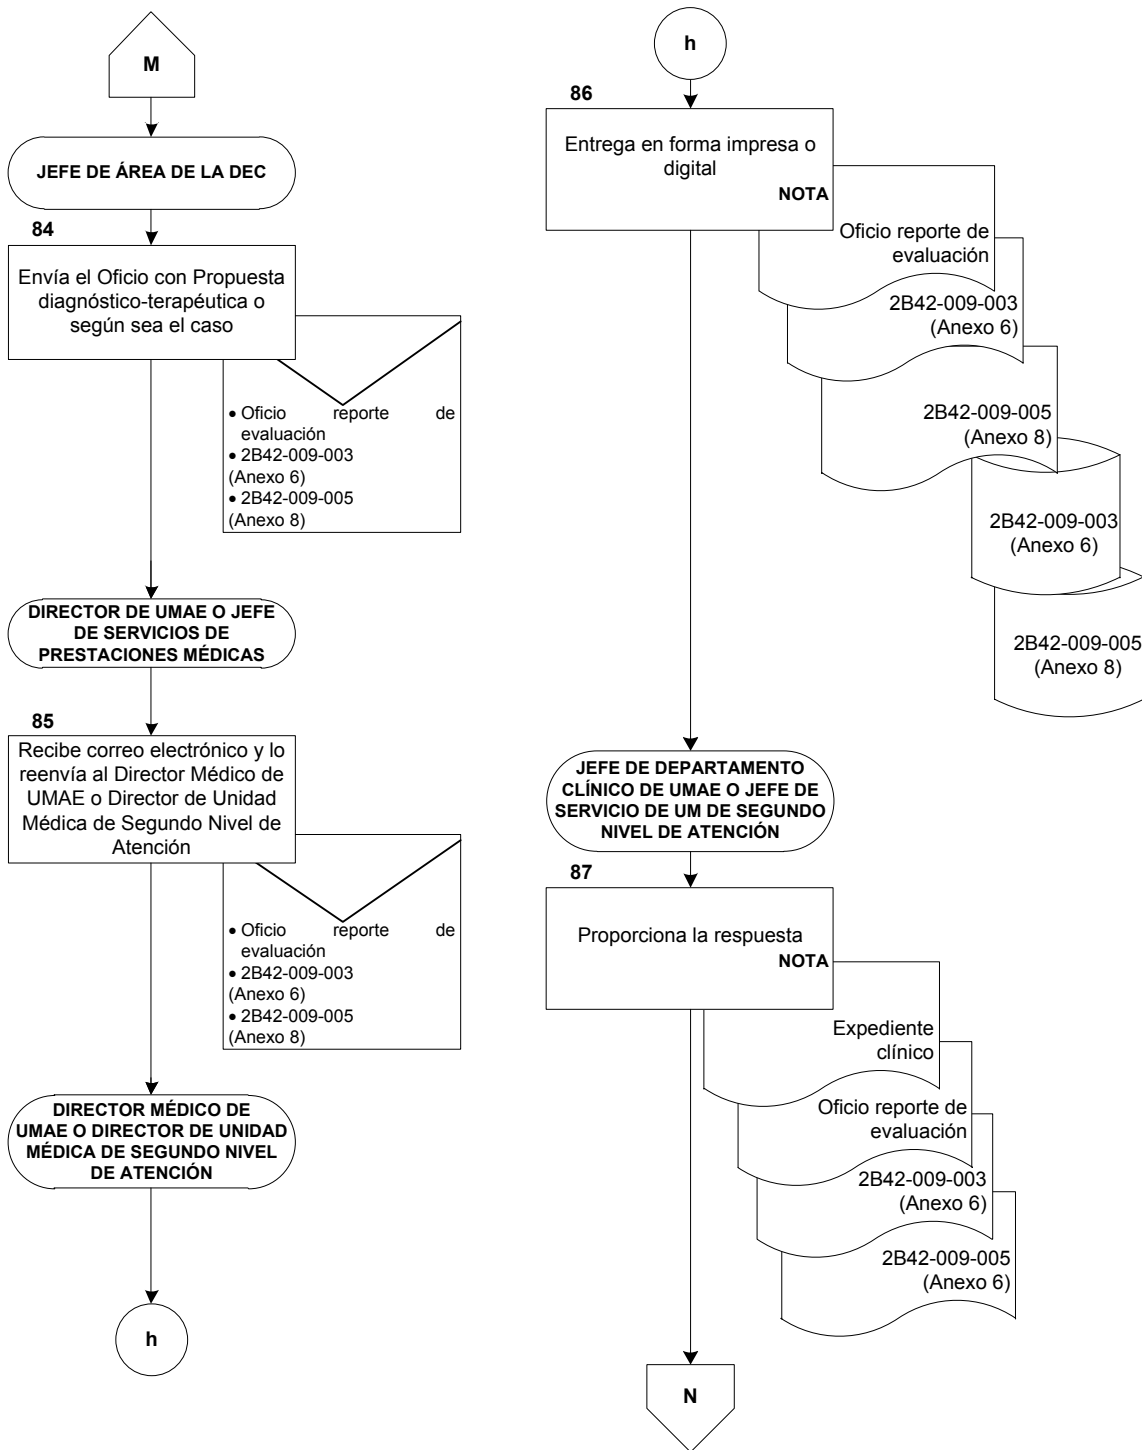 M
JEFE DE ÁREA DE LA DEC
84
Envía el Oficio con Propuesta
diagnóstico-terapéutica o
según sea el caso
• Oficio reporte de
evaluación
• 2B42-009-003
(Anexo 6)
• 2B42-009-005
(Anexo 8)
DIRECTOR DE UMAE O JEFE
DE SERVICIOS DE
PRESTACIONES MÉDICAS
85
Recibe correo electrónico y lo
reenvía al Director Médico de
UMAE o Director de Unidad
Médica de Segundo Nivel de
Atención
• Oficio reporte de
evaluación
• 2B42-009-003
(Anexo 6)
• 2B42-009-005
(Anexo 8)
DIRECTOR MÉDICO DE
UMAE O DIRECTOR DE UNIDAD
MÉDICA DE SEGUNDO NIVEL
DE ATENCIÓN
h
h
86
Entrega en forma impresa o
digital
NOTA
Oficio reporte de
evaluación
2B42-009-003
(Anexo 6)
2B42-009-005
(Anexo 8)
2B42-009-003
(Anexo 6)
2B42-009-005
(Anexo 8)
JEFE DE DEPARTAMENTO
CLÍNICO DE UMAE O JEFE DE
SERVICIO DE UM DE SEGUNDO
NIVEL DE ATENCIÓN
87
Proporciona la respuesta
NOTA
Expediente
clínico
Oficio reporte de
evaluación
2B42-009-003
(Anexo 6)
2B42-009-005
(Anexo 6)
N